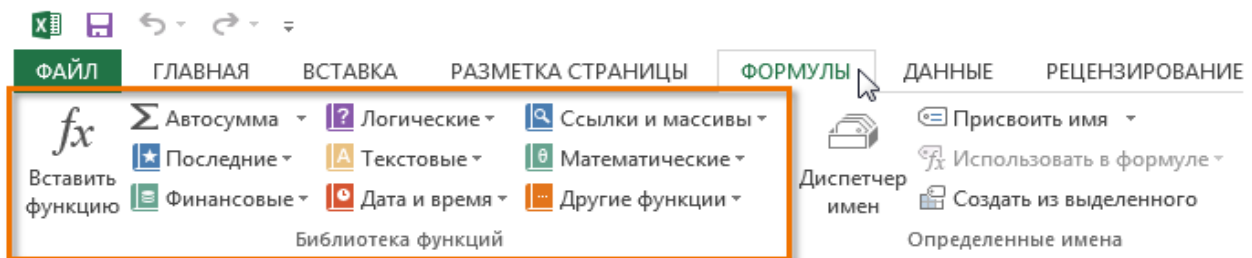 ФАЙЛ ГЛАВНАЯ ВСТАВКА РАЗМЕТКА СТРАНИЦЫ ФОРМУЛЫ ДАННЫЕ РЕЦЕНЗИРОВАНИЕ
fx Вставить функцию
Σ Автосумма
Последние
Финансовые
? Логические
A Текстовые
Дата и время
Ссылки и массивы
θ Математические
Другие функции
Библиотека функций
Диспетчер имен
Присвоить имя
fx Использовать в формуле
Создать из выделенного
Определенные имена